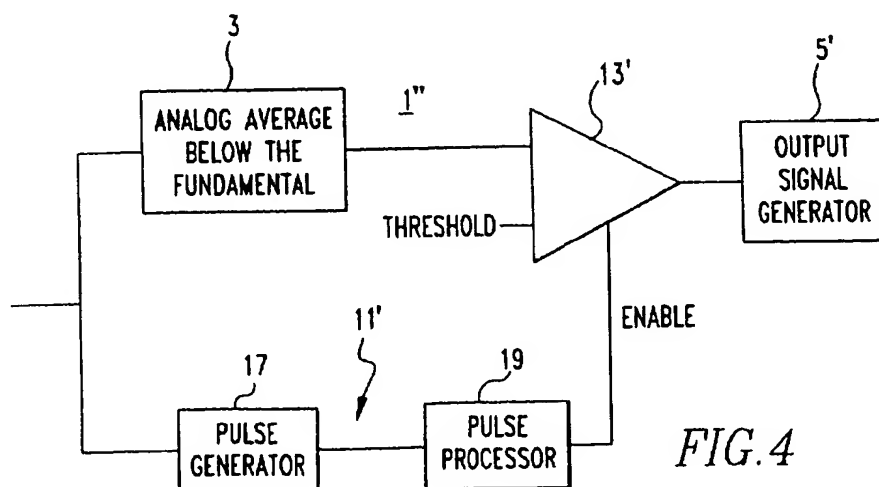 3
ANALOG AVERAGE
BELOW THE
FUNDAMENTAL
1"
13'
5'
OUTPUT
SIGNAL
GENERATOR
THRESHOLD
ENABLE
11'
17
PULSE
GENERATOR
19
PULSE
PROCESSOR
FIG.4